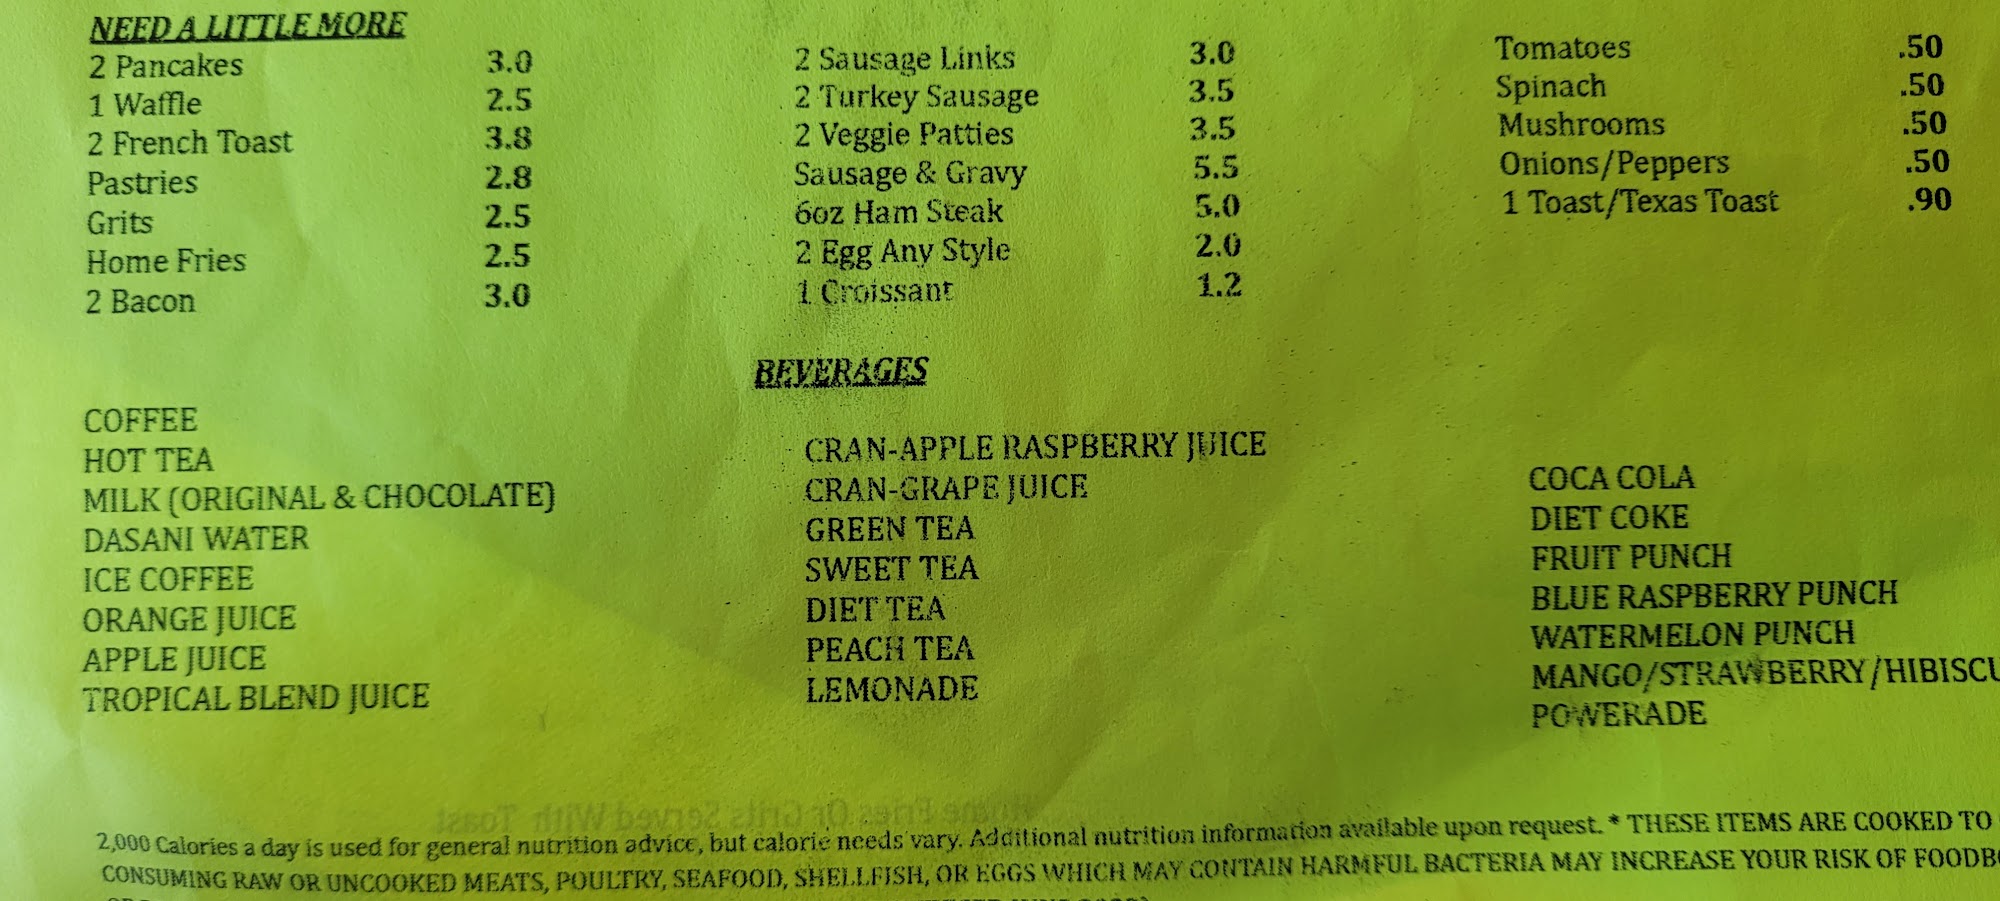 NEED A LITTLE MORE
2 Pancakes 3.0
1 Waffle 2.5
2 French Toast 3.8
Pastries 2.8
Grits 2.5
Home Fries 2.5
2 Bacon 3.0
2 Sausage Links 3.0
2 Turkey Sausage 3.5
2 Veggie Patties 3.5
Sausage & Gravy 5.5
6oz Ham Steak 5.0
2 Egg Any Style 2.0
1 Croissant 1.2
Tomatoes .50
Spinach .50
Mushrooms .50
Onions/Peppers .50
1 Toast/Texas Toast .90
BEVERAGES
COFFEE
HOT TEA
MILK (ORIGINAL & CHOCOLATE)
DASANI WATER
ICE COFFEE
ORANGE JUICE
APPLE JUICE
TROPICAL BLEND JUICE
CRAN-APPLE RASPBERRY JUICE
CRAN-GRAPE JUICE
GREEN TEA
SWEET TEA
DIET TEA
PEACH TEA
LEMONADE
COCA COLA
DIET COKE
FRUIT PUNCH
BLUE RASPBERRY PUNCH
WATERMELON PUNCH
MANGO/STRAWBERRY/HIBISCU
POWERADE
Home Fries Or Grits Served With Toast
2,000 Calories a day is used for general nutrition advice, but calorie needs vary. Additional nutrition information available upon request. * THESE ITEMS ARE COOKED TO
CONSUMING RAW OR UNCOOKED MEATS, POULTRY, SEAFOOD, SHELLFISH, OR EGGS WHICH MAY CONTAIN HARMFUL BACTERIA MAY INCREASE YOUR RISK OF FOODB